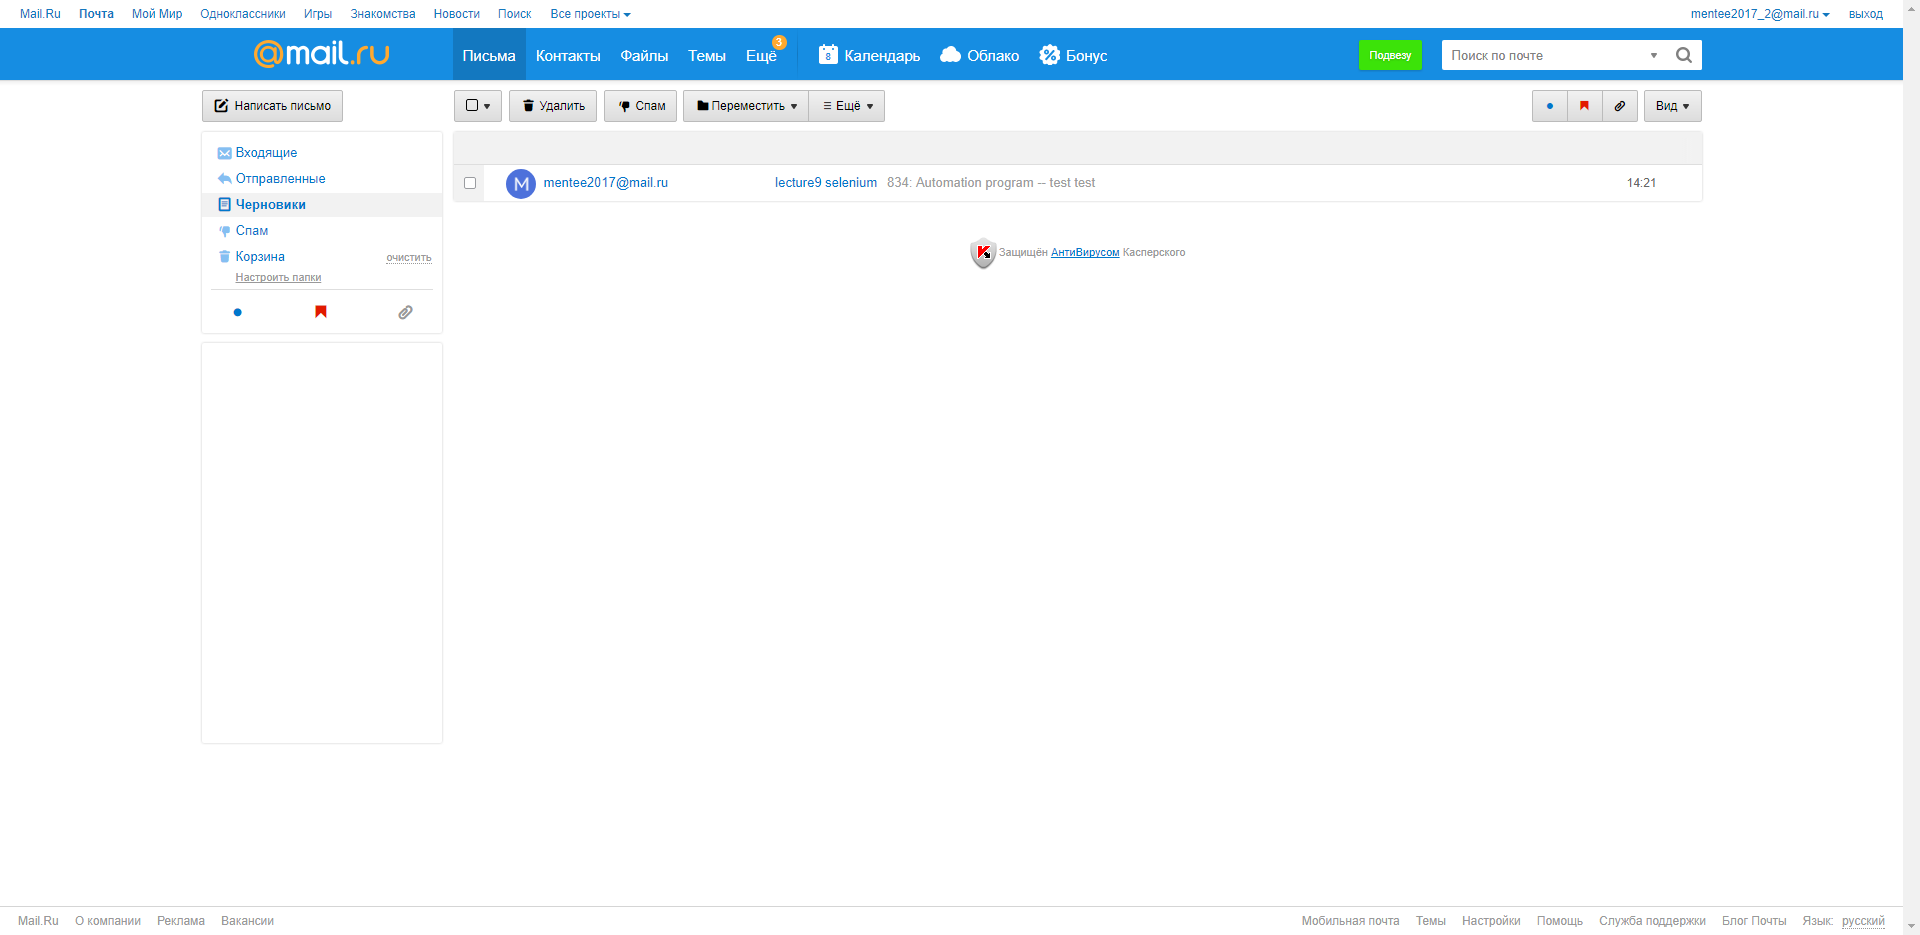 Mail.Ru Почта Мой Мир Одноклассники Игры Знакомства Новости Поиск Все проекты mentee2017_2@mail.ru выход
@mail.ru Письма Контакты Файлы Темы Ещё 3 8 Календарь Облако Бонус Подвезу Поиск по почте
Написать письмо Удалить Спам Переместить Ещё Вид
Входящие
Отправленные
Черновики
Спам
Корзина очистить
Настроить папки
M mentee2017@mail.ru lecture9 selenium 834: Automation program -- test test 14:21
Защищён АнтиВирусом Касперского
Mail.Ru О компании Реклама Вакансии Мобильная почта Темы Настройки Помощь Служба поддержки Блог Почты Язык: русский